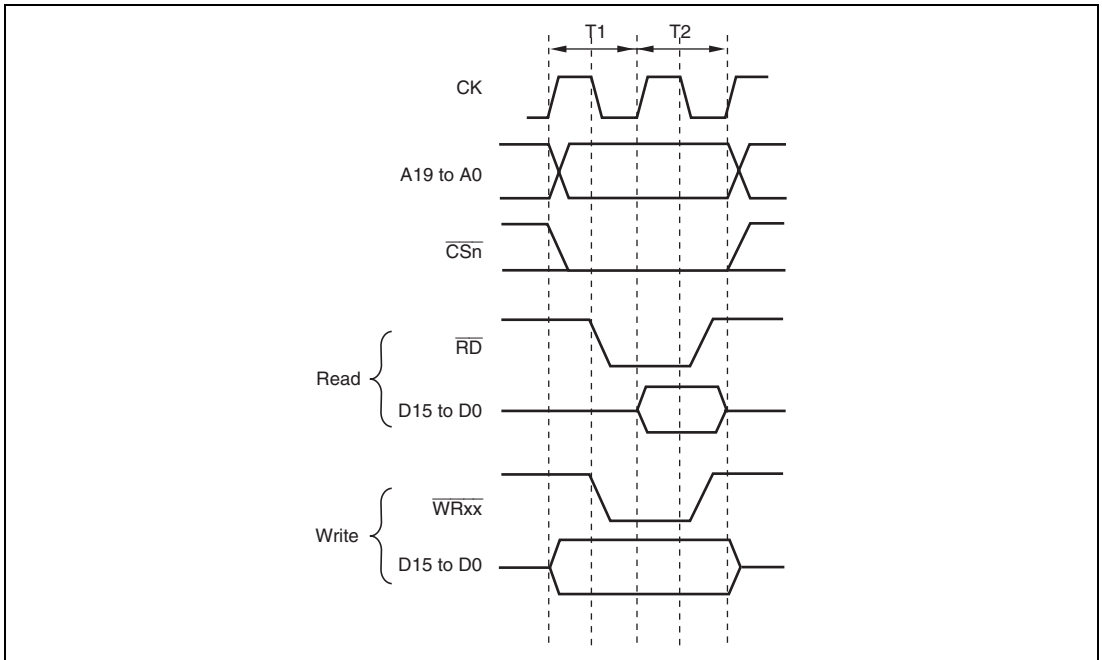 T1 T2
CK
A19 to A0
CSn
RD
Read
D15 to D0
WRxx
Write
D15 to D0